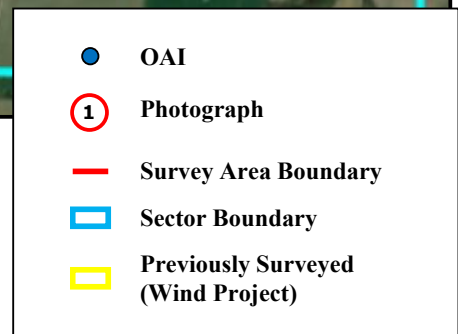 OAI
1 Photograph
Survey Area Boundary
Sector Boundary
Previously Surveyed
(Wind Project)